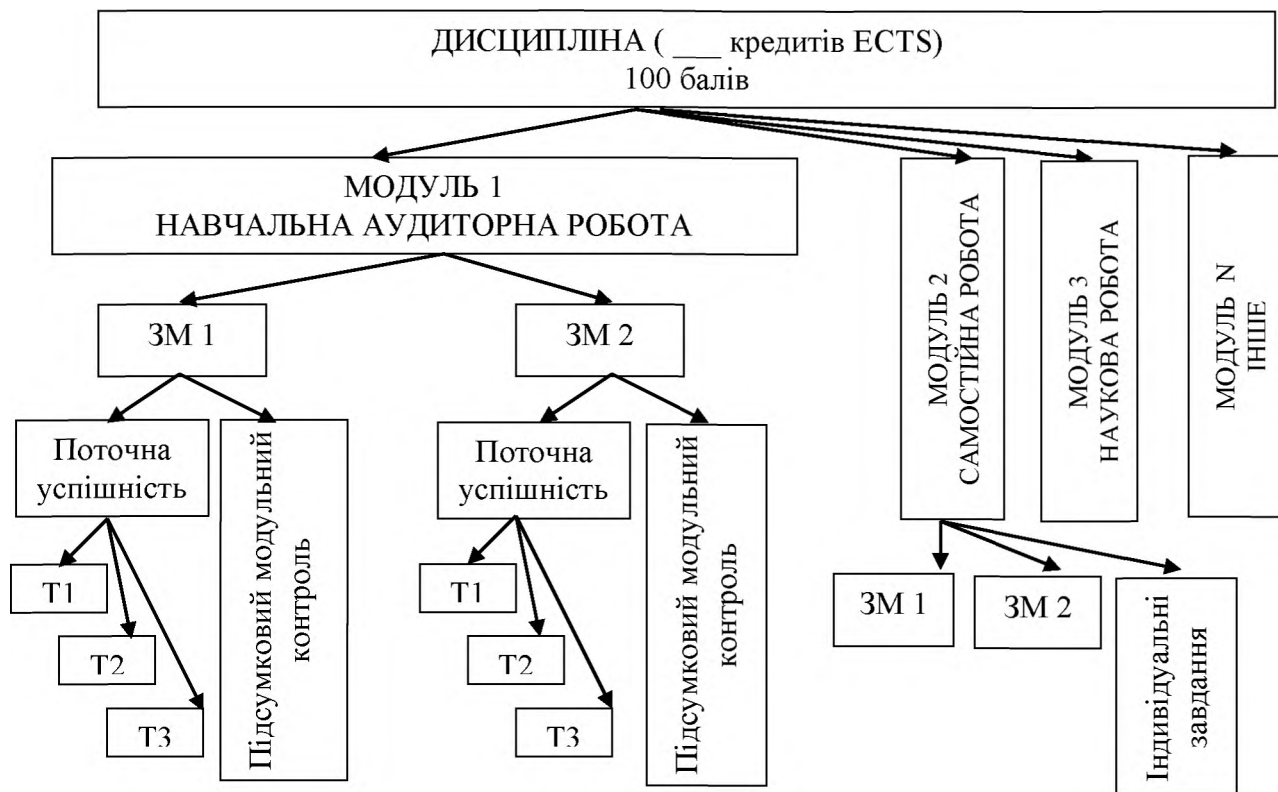 ДИСЦИПЛІНА ( ___ кредитів ECTS)
100 балів
МОДУЛЬ 1
НАВЧАЛЬНА АУДИТОРНА РОБОТА
МОДУЛЬ 2
САМОСТІЙНА РОБОТА
МОДУЛЬ 3
НАУКОВА РОБОТА
МОДУЛЬ N
ІНШЕ
ЗМ 1
ЗМ 2
Поточна
успішність
Підсумковий модульний
контроль
Поточна
успішність
Підсумковий модульний
контроль
Т1
Т2
Т3
Т1
Т2
Т3
ЗМ 1
ЗМ 2
Індивідуальні
завдання